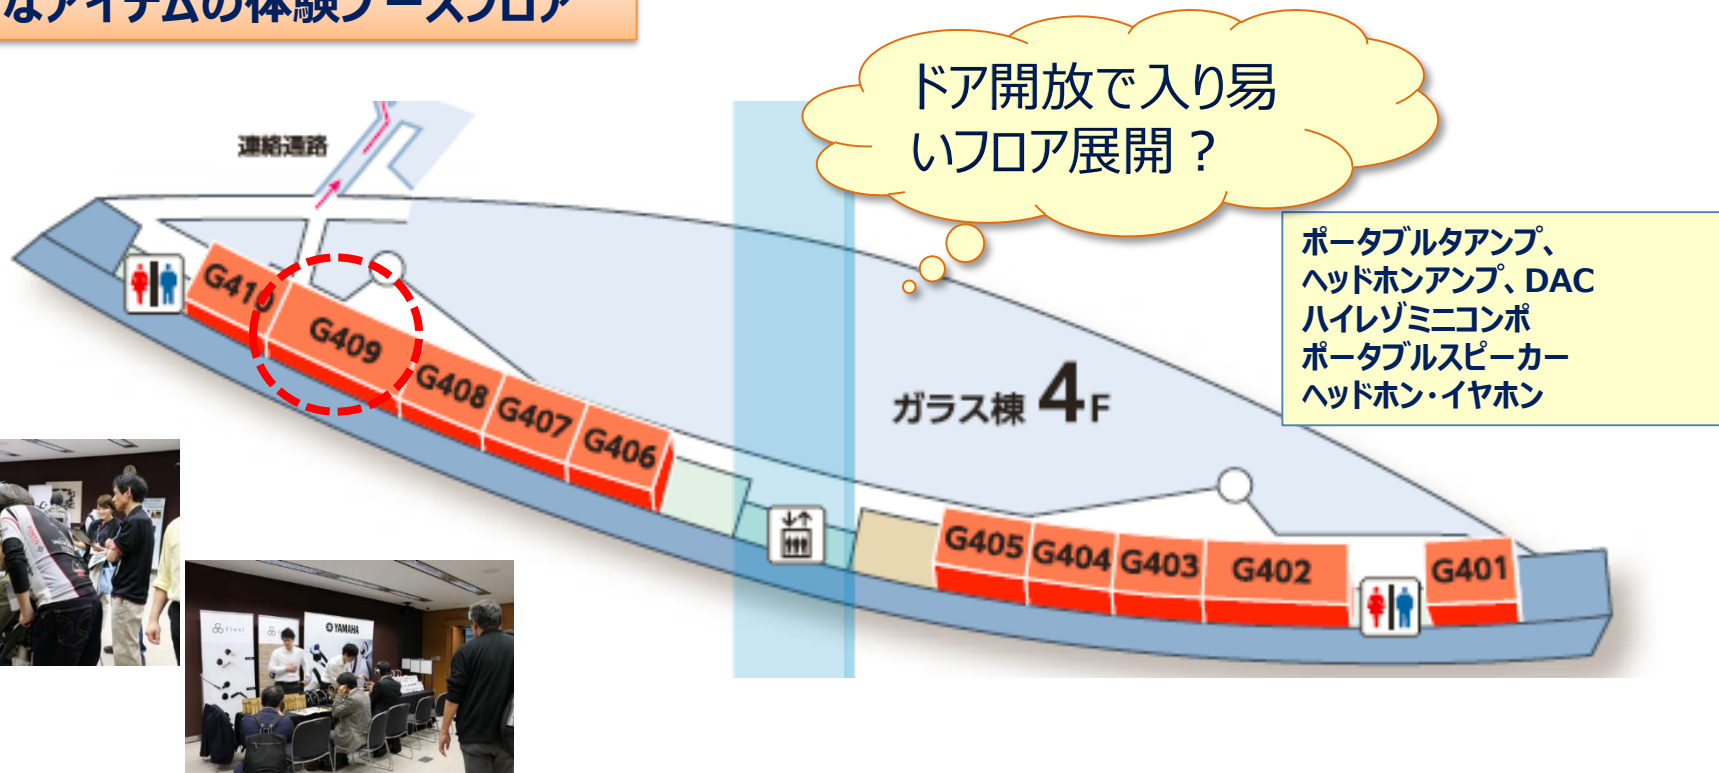 なアイテムの体験ブースフロア
ドア開放で入り易
いフロア展開?
連絡通路
ポータブルタアンプ、
ヘッドホンアンプ、DAC
ハイレゾミニコンポ
ポータブルスピーカー
ヘッドホン・イヤホン
G410
G409
G408
G407
G406
ガラス棟 4F
G405
G404
G403
G402
G401
final
YAMAHA